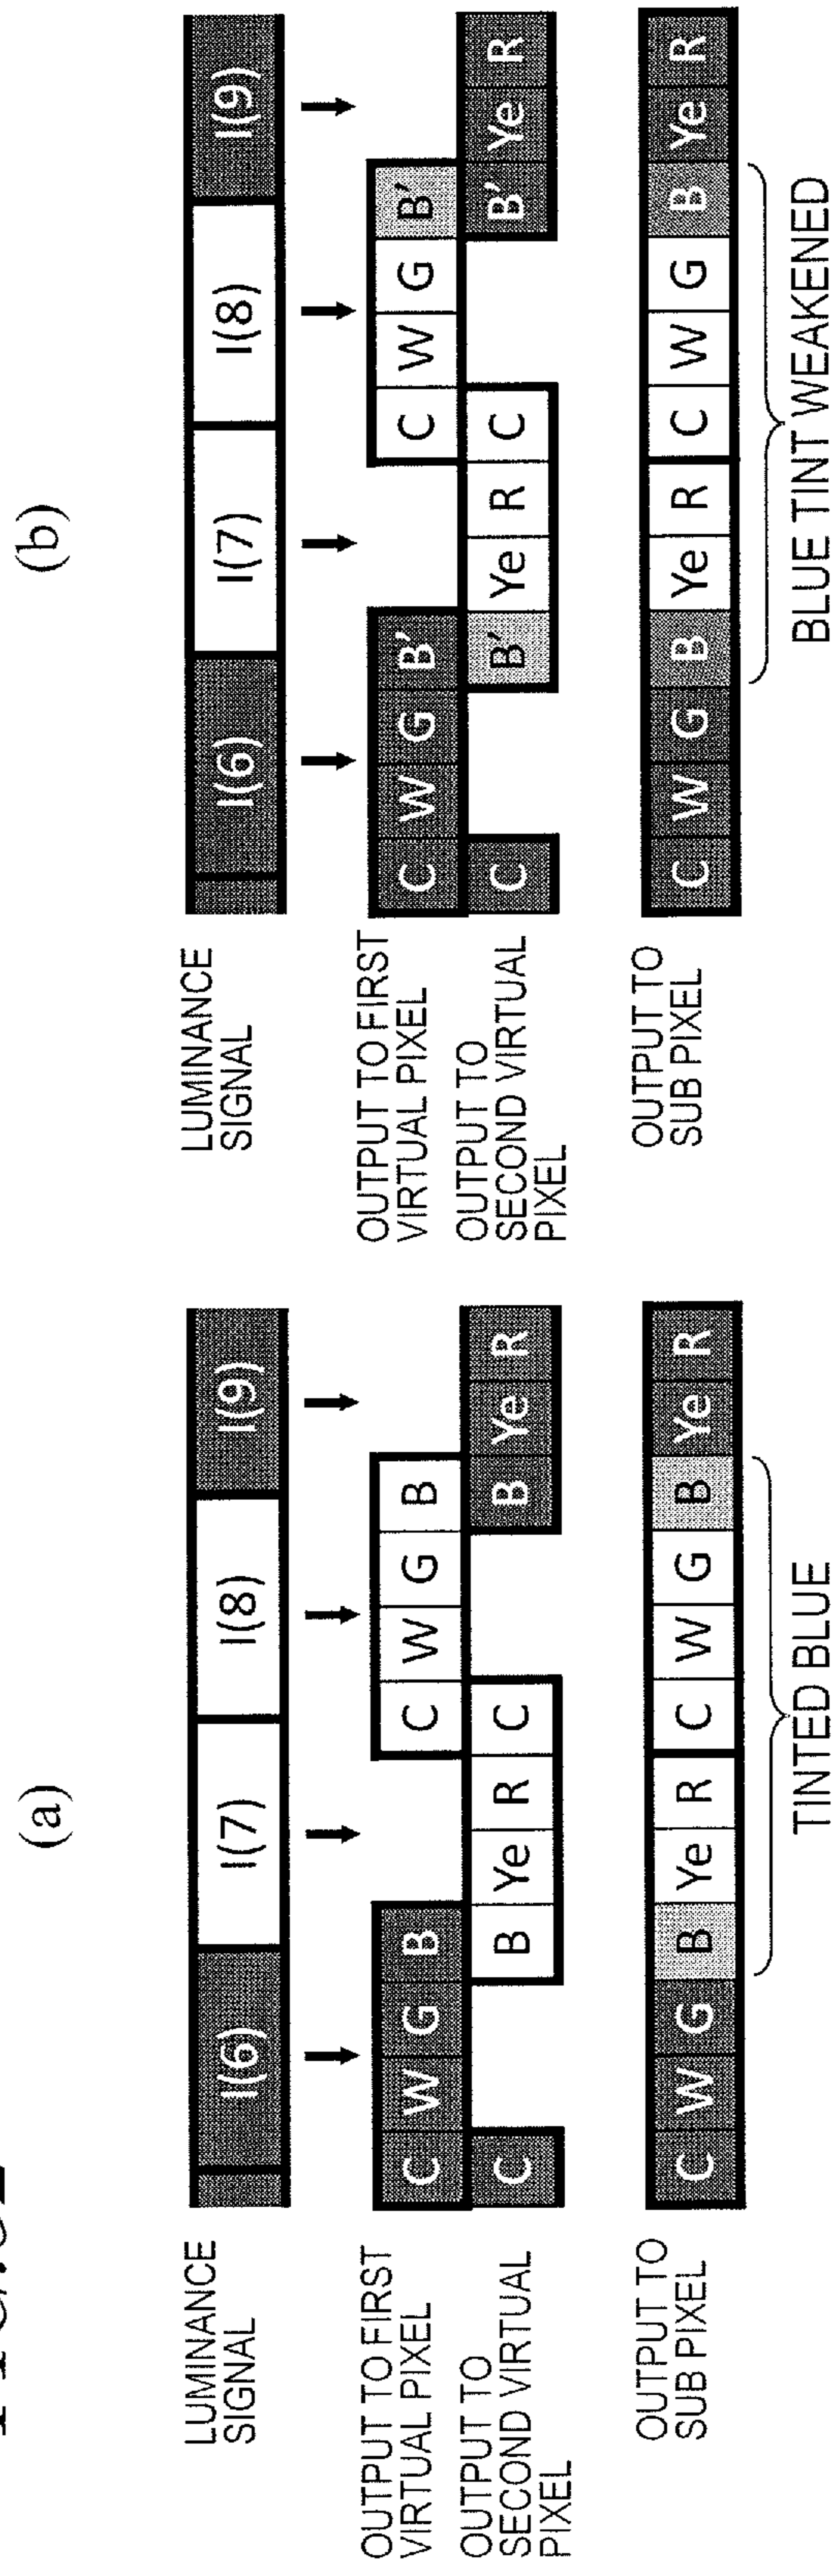 (a)
LUMINANCE
SIGNAL
I(6) I(7) I(8) I(9)
OUTPUT TO FIRST
VIRTUAL PIXEL
C W G B C W G B
OUTPUT TO
SECOND VIRTUAL
PIXEL
C B Ye R C B Ye R
OUTPUT TO
SUB PIXEL
C W G B Ye R C W G B Ye R
TINTED BLUE
(b)
LUMINANCE
SIGNAL
I(6) I(7) I(8) I(9)
OUTPUT TO FIRST
VIRTUAL PIXEL
C W G B' C W G B'
OUTPUT TO
SECOND VIRTUAL
PIXEL
C B' Ye R C B' Ye R
OUTPUT TO
SUB PIXEL
C W G B Ye R C W G B Ye R
BLUE TINT WEAKENED